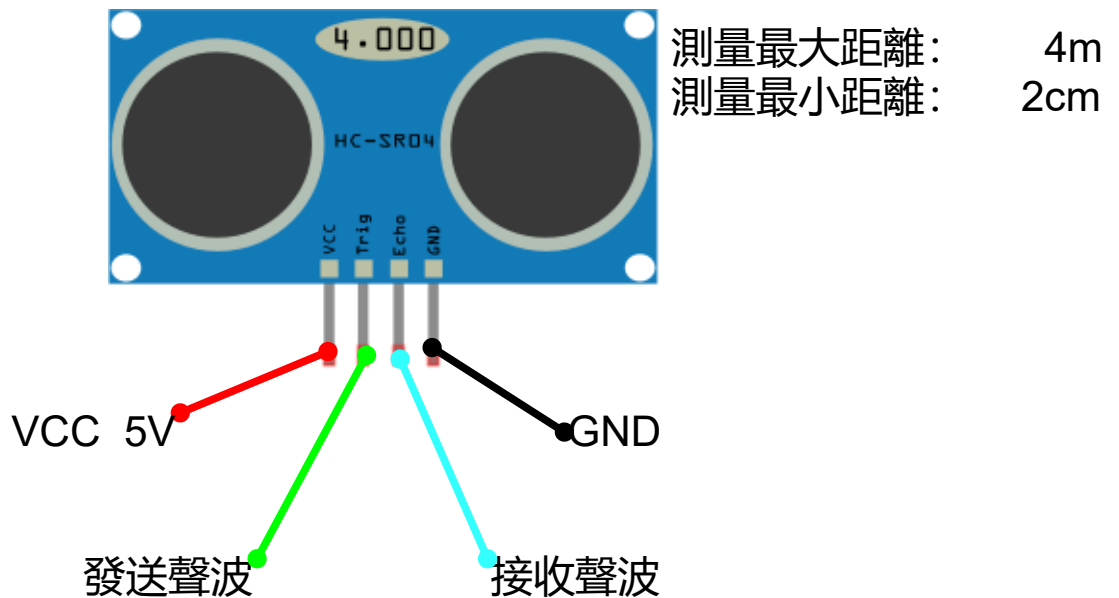 4.000
測量最大距離： 4m
測量最小距離： 2cm
HC-SR04
VCC
Trig
Echo
GND
VCC 5V
GND
發送聲波
接收聲波